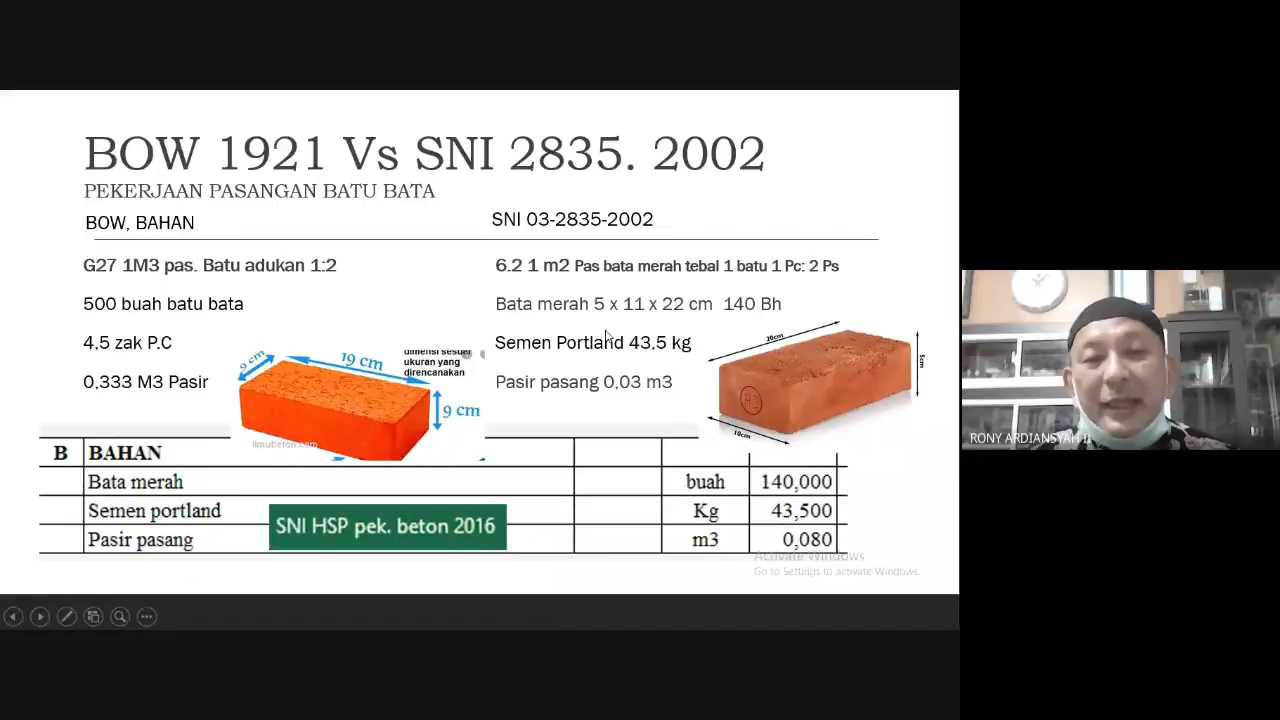 BOW 1921 Vs SNI 2835. 2002
PEKERJAAN PASANGAN BATU BATA
BOW, BAHAN
SNI 03-2835-2002
G27 1M3 pas. Batu adukan 1:2
500 buah batu bata
4,5 zak P.C
0,333 M3 Pasir
6.2 1 m2 Pas bata merah tebal 1 batu 1 Pc: 2 Ps
Bata merah 5 x 11 x 22 cm 140 Bh
Semen Portland 43,5 kg
Pasir pasang 0,03 m3
9 cm
19 cm
9 cm
dimensi sesuai
ukuran yang
direncanakan
ilmubeton.com
20cm
5cm
10cm
B BAHAN
Bata merah buah 140,000
Semen portland Kg 43,500
Pasir pasang m3 0,080
SNI HSP pek. beton 2016
Activate Windows
Go to Settings to activate Windows.
RONY ARDIANSYAH